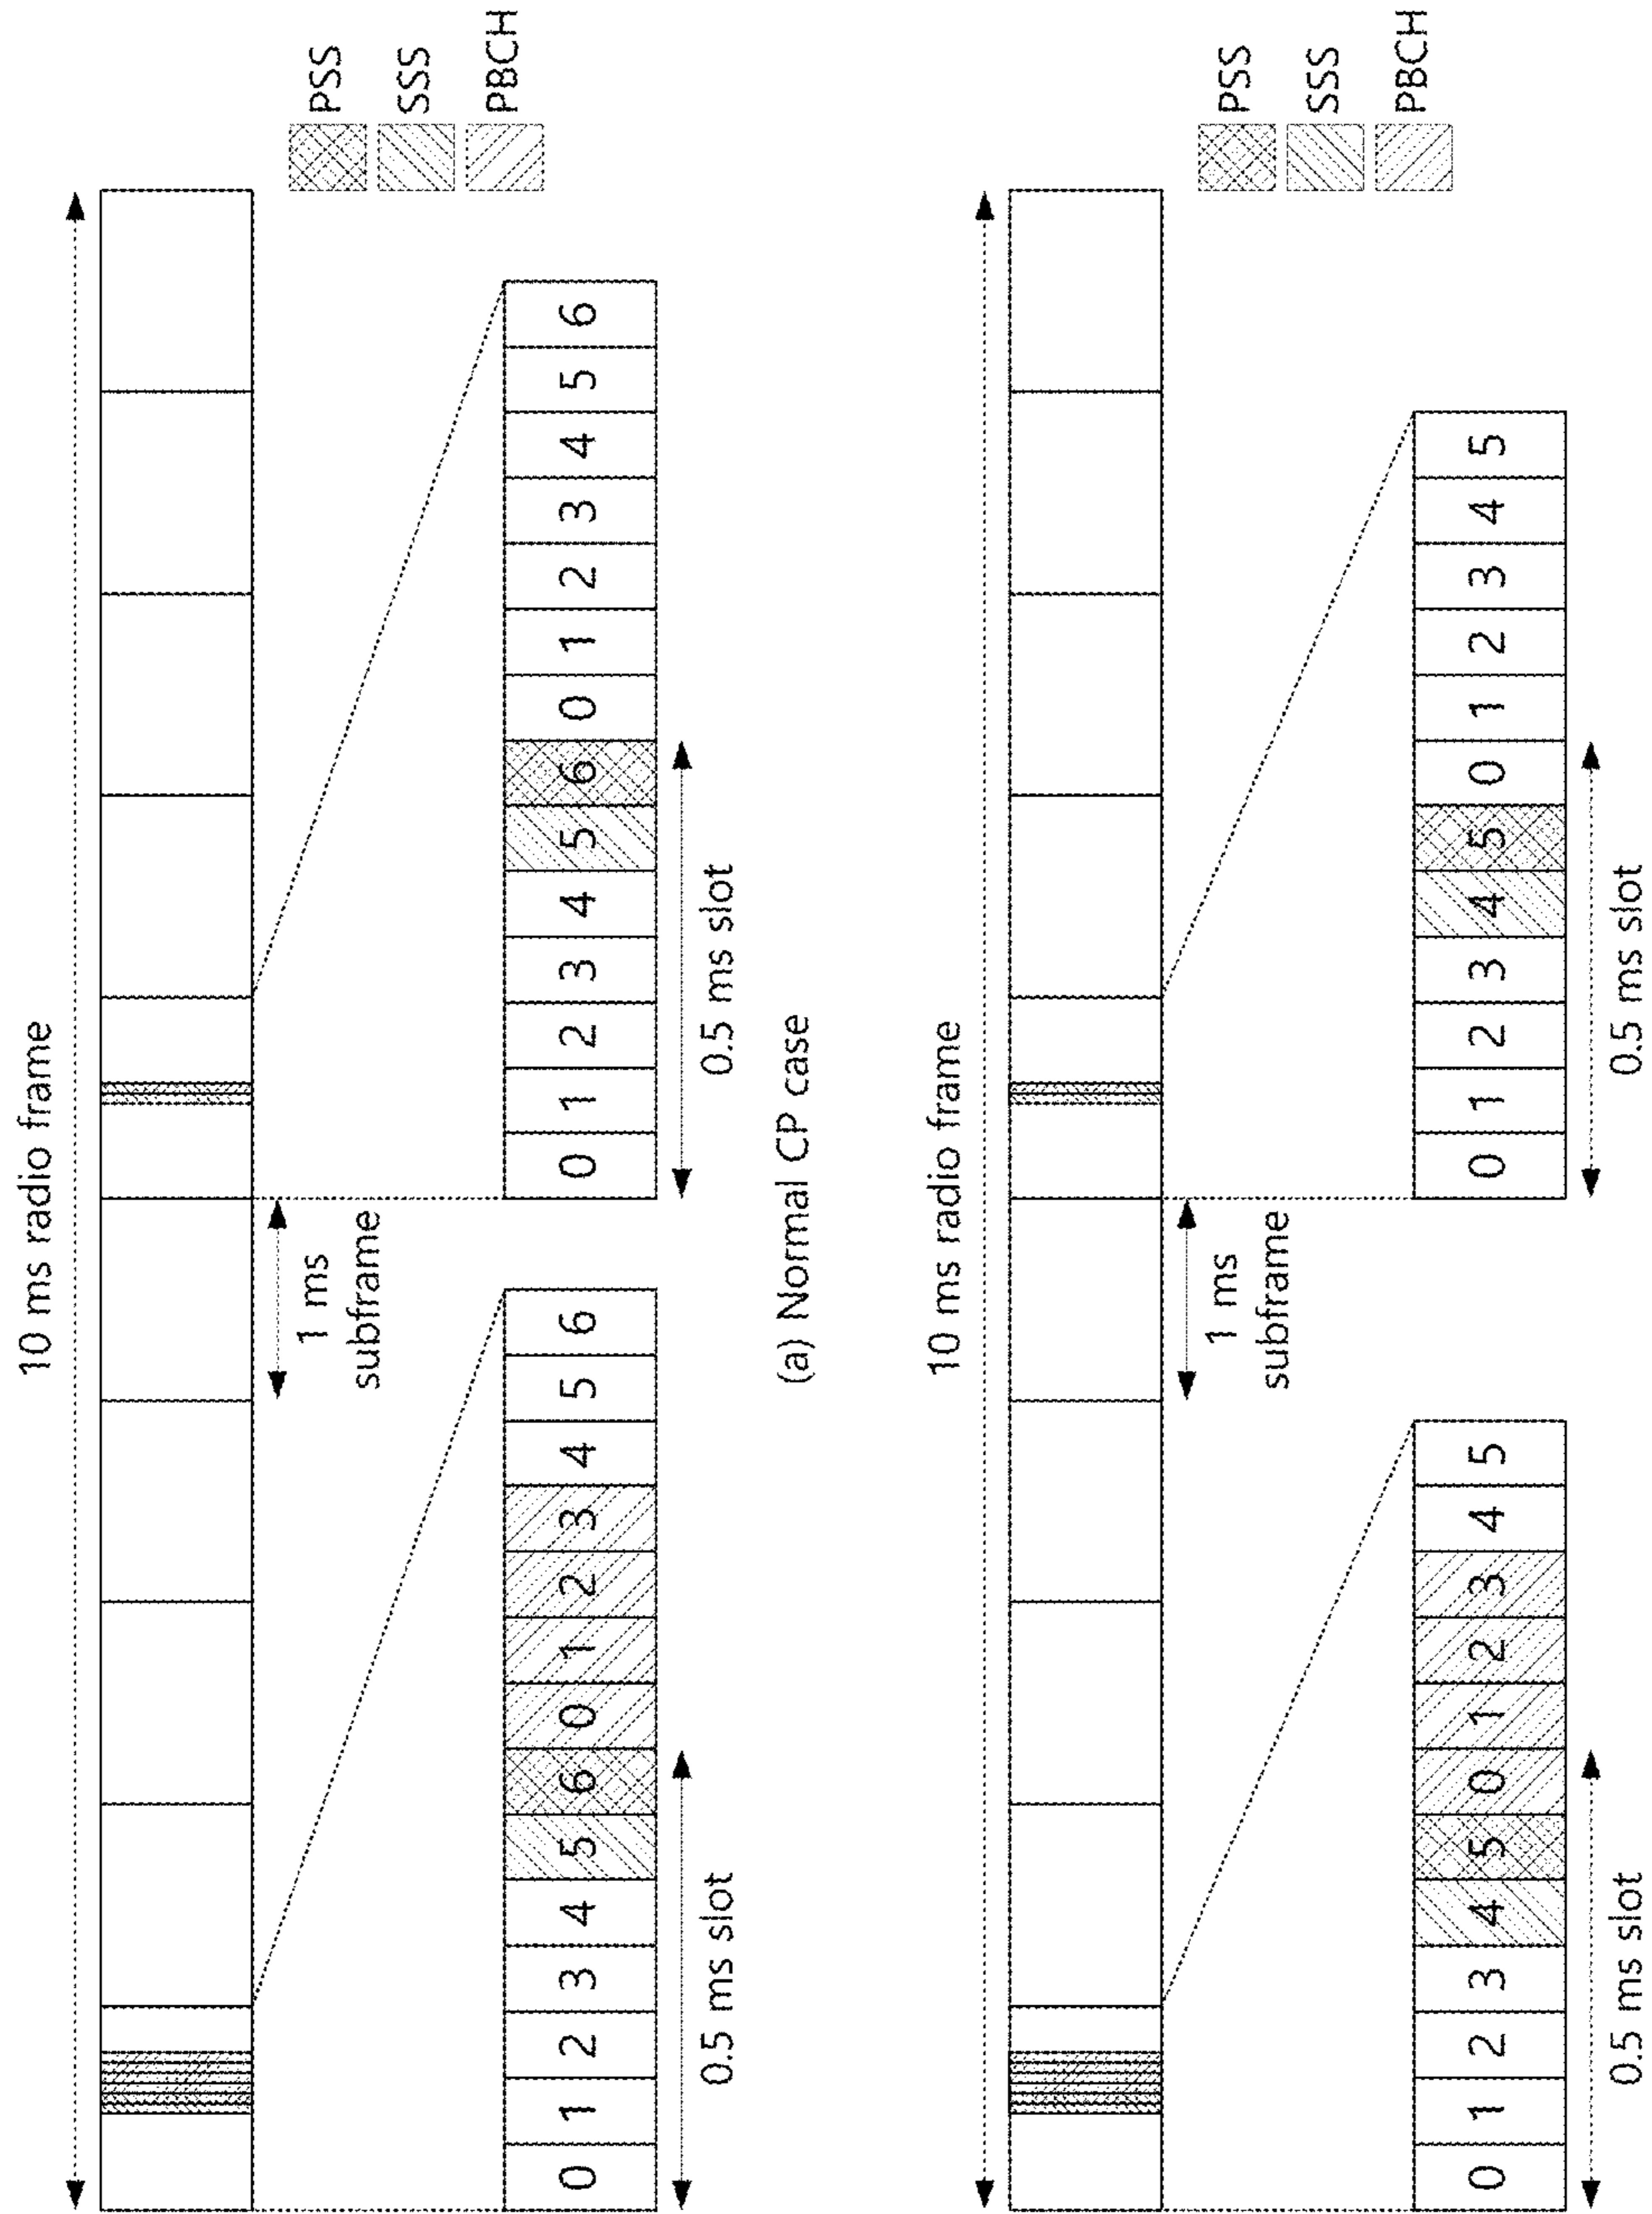 10 ms radio frame
1 ms
subframe
PSS
SSS
PBCH
0 1 2 3 4 5 6 0 1 2 3 4 5 6
0 1 2 3 4 5 6 0 1 2 3 4 5 6
0.5 ms slot
0.5 ms slot
(a) Normal CP case
10 ms radio frame
1 ms
subframe
PSS
SSS
PBCH
0 1 2 3 4 5 0 1 2 3 4 5
0 1 2 3 4 5 0 1 2 3 4 5
0.5 ms slot
0.5 ms slot